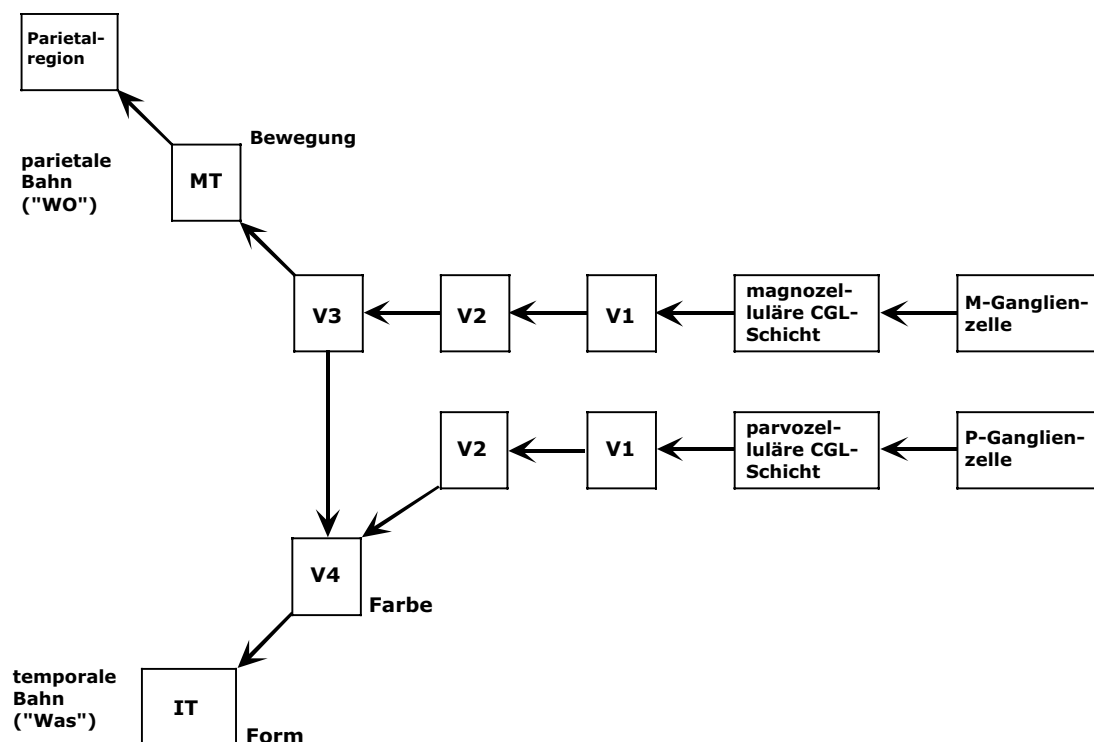 Parietal-
region
Bewegung
parietale
Bahn
("WO")
MT
V3
V2
V1
magnozel-
luläre CGL-
Schicht
M-Ganglien-
zelle
V2
V1
parvozel-
luläre CGL-
Schicht
P-Ganglien-
zelle
V4
Farbe
temporale
Bahn
("Was")
IT
Form